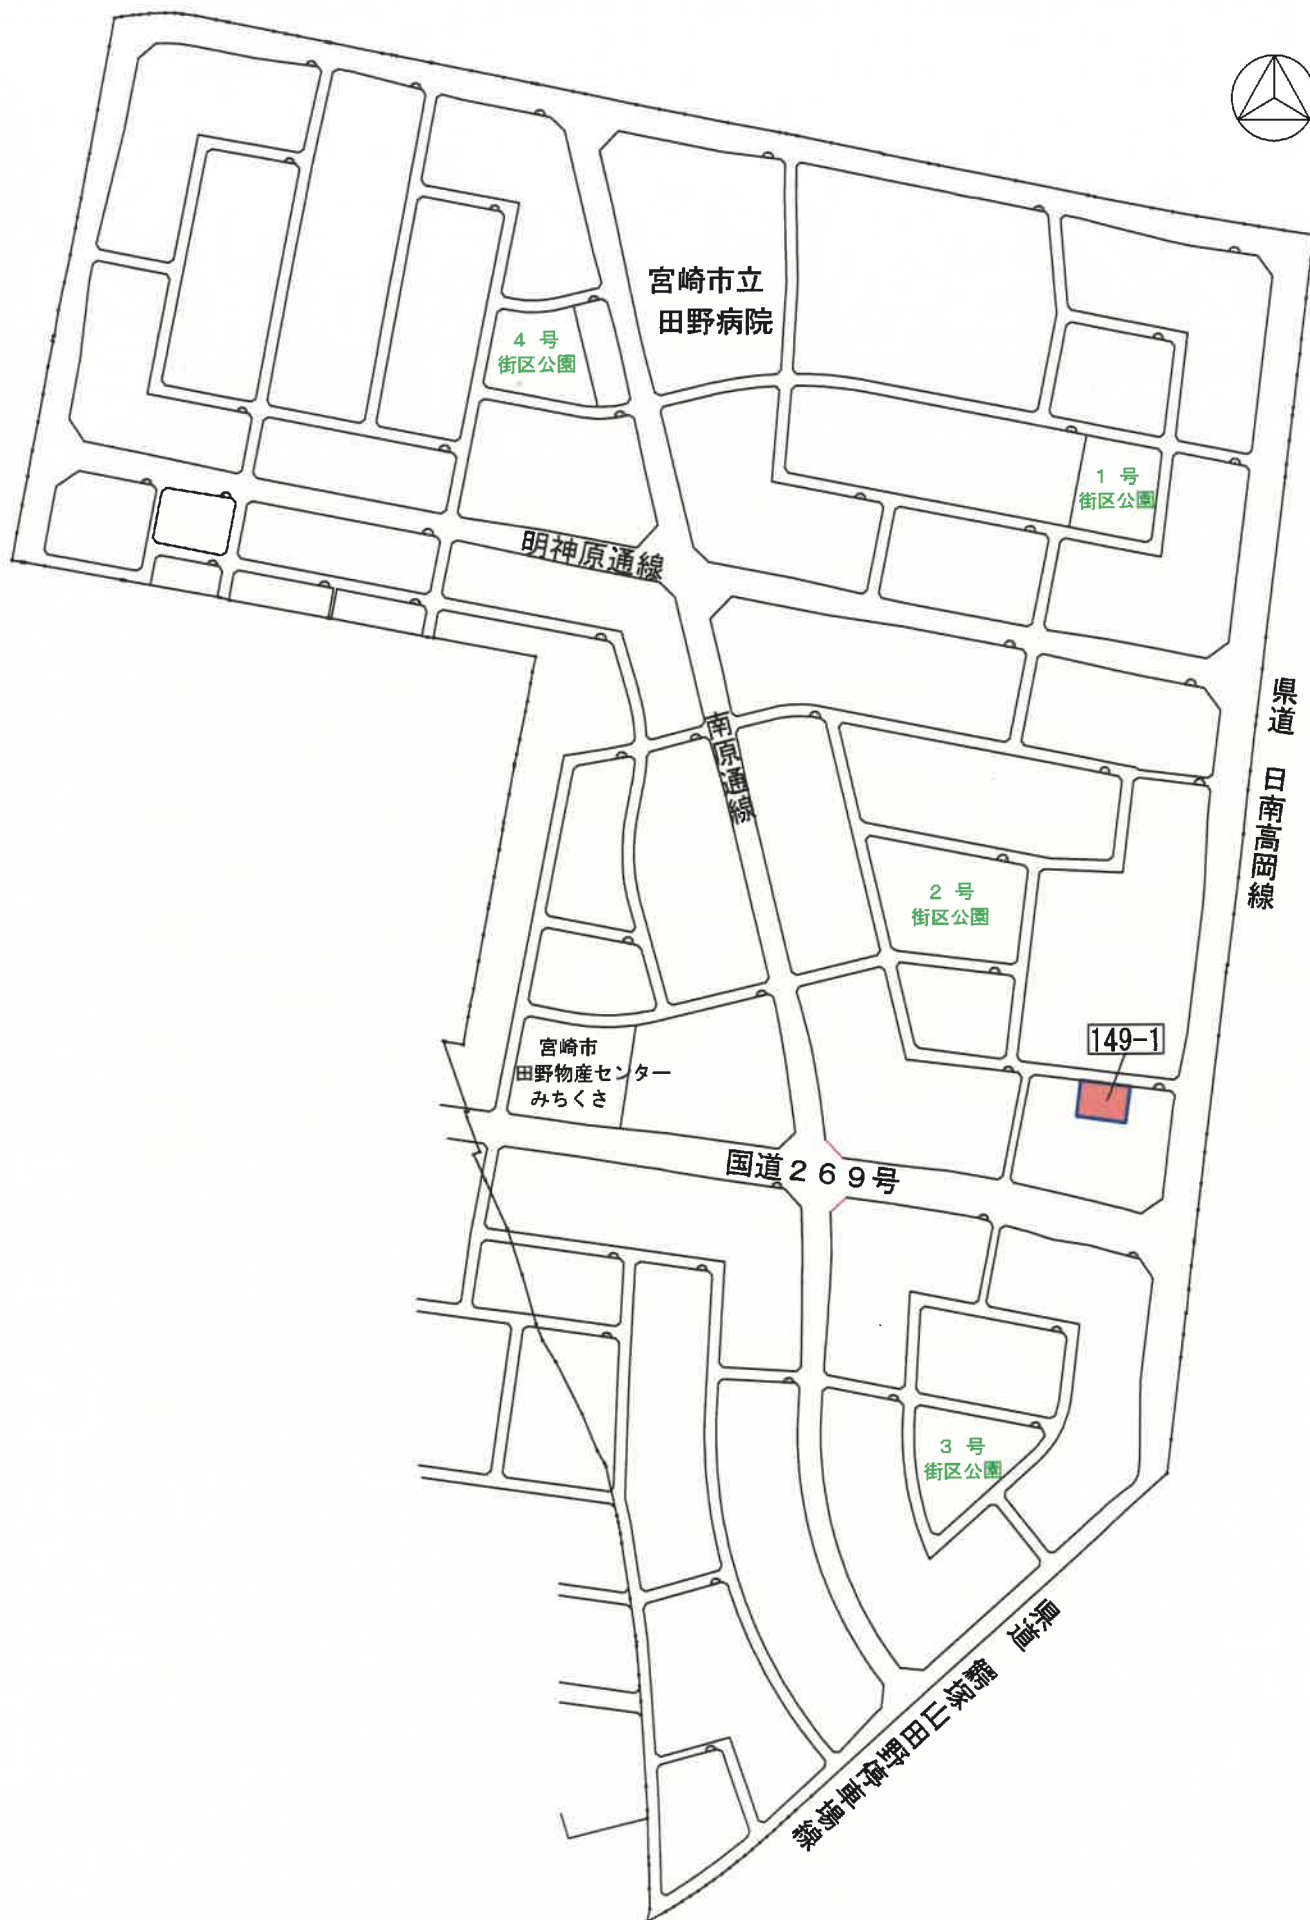 宮崎市立
田野病院
4 号
街区公園
1 号
街区公園
明神原通線
県道 日南高岡線
南原通線
2 号
街区公園
149-1
宮崎市
田野物産センター
みちくさ
国道269号
3 号
街区公園
県道 鰐塚山田野停車場線